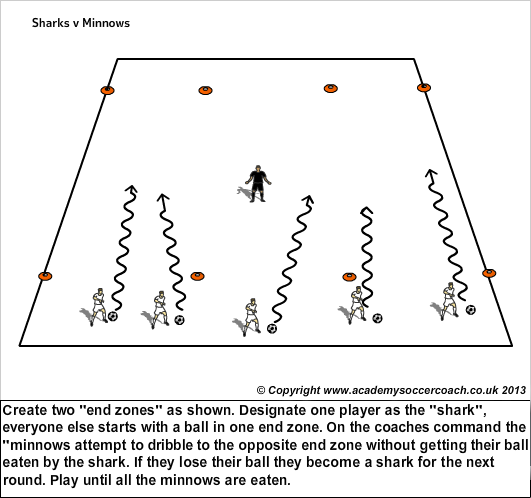 Sharks v Minnows
© Copyright www.academysoccercoach.co.uk 2013
Create two "end zones" as shown. Designate one player as the "shark",
everyone else starts with a ball in one end zone. On the coaches command the
"minnows attempt to dribble to the opposite end zone without getting their ball
eaten by the shark. If they lose their ball they become a shark for the next
round. Play until all the minnows are eaten.